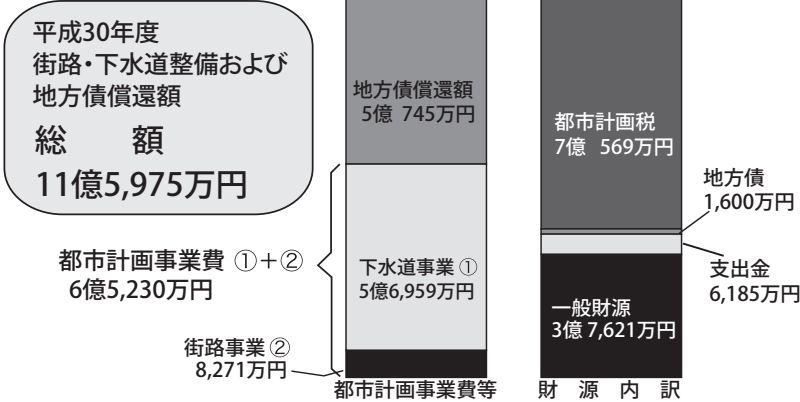 平成30年度
街路・下水道整備および
地方債償還額
総　　額
11億5,975万円
地方債償還額
5億 745万円
都市計画事業費 ①＋②
6億5,230万円
下水道事業 ①
5億6,959万円
街路事業 ②
8,271万円
都市計画事業費等
都市計画税
7億 569万円
地方債
1,600万円
支出金
6,185万円
一般財源
3億 7,621万円
財 源 内 訳